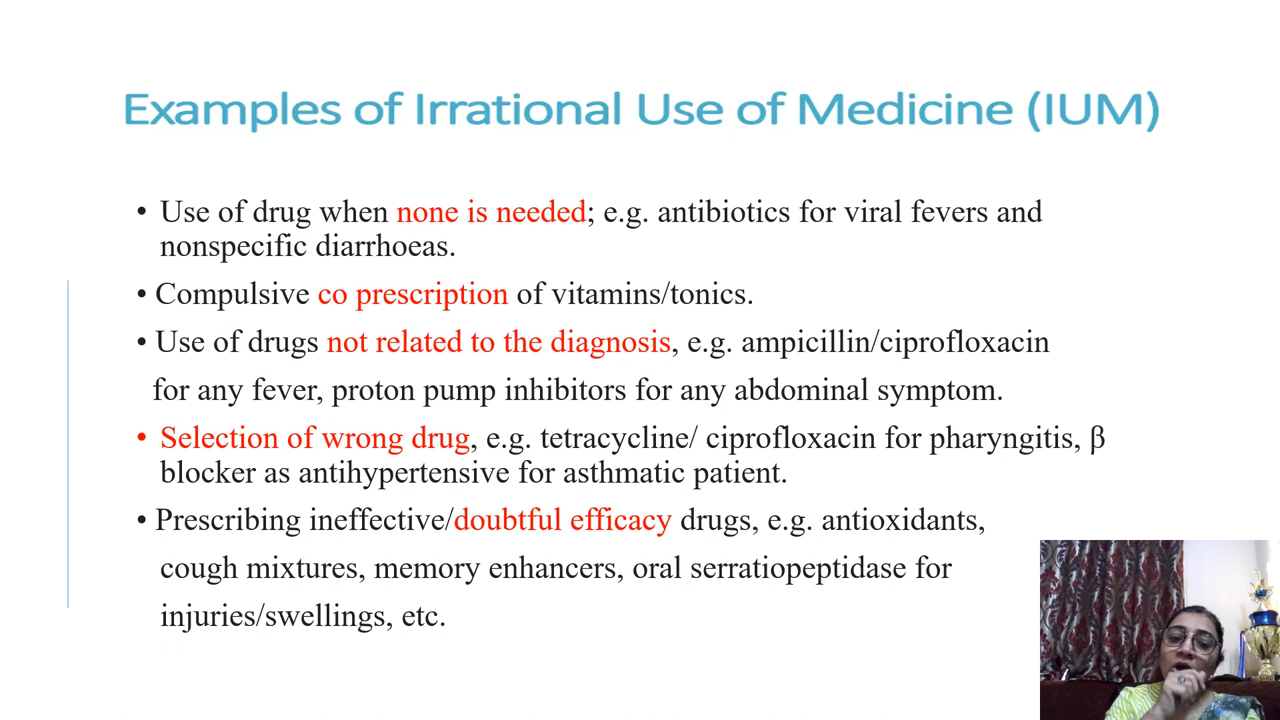 Examples of Irrational Use of Medicine (IUM)
• Use of drug when none is needed; e.g. antibiotics for viral fevers and
nonspecific diarrhoeas.
• Compulsive co prescription of vitamins/tonics.
• Use of drugs not related to the diagnosis, e.g. ampicillin/ciprofloxacin
for any fever, proton pump inhibitors for any abdominal symptom.
• Selection of wrong drug, e.g. tetracycline/ ciprofloxacin for pharyngitis, β
blocker as antihypertensive for asthmatic patient.
• Prescribing ineffective/doubtful efficacy drugs, e.g. antioxidants,
cough mixtures, memory enhancers, oral serratiopeptidase for
injuries/swellings, etc.